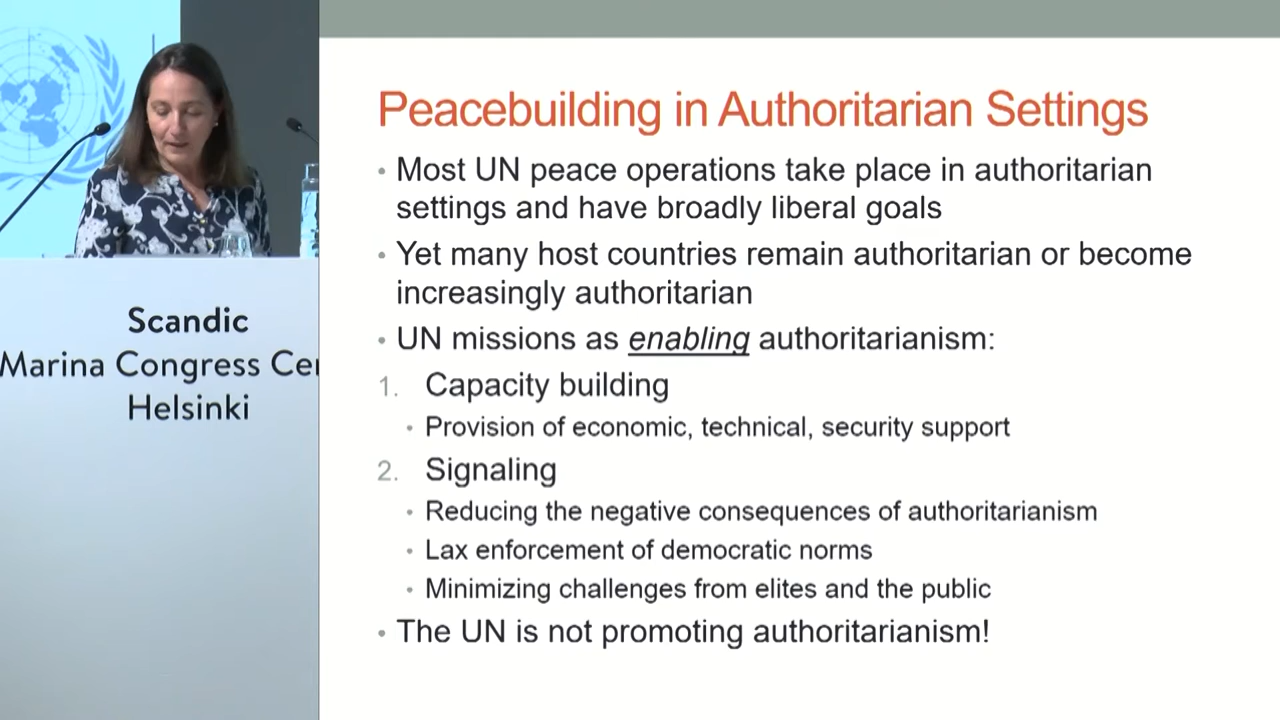 Scandic
Marina Congress Ce
Helsinki
Peacebuilding in Authoritarian Settings
• Most UN peace operations take place in authoritarian
settings and have broadly liberal goals
• Yet many host countries remain authoritarian or become
increasingly authoritarian
• UN missions as enabling authoritarianism:
1. Capacity building
• Provision of economic, technical, security support
2. Signaling
• Reducing the negative consequences of authoritarianism
• Lax enforcement of democratic norms
• Minimizing challenges from elites and the public
• The UN is not promoting authoritarianism!